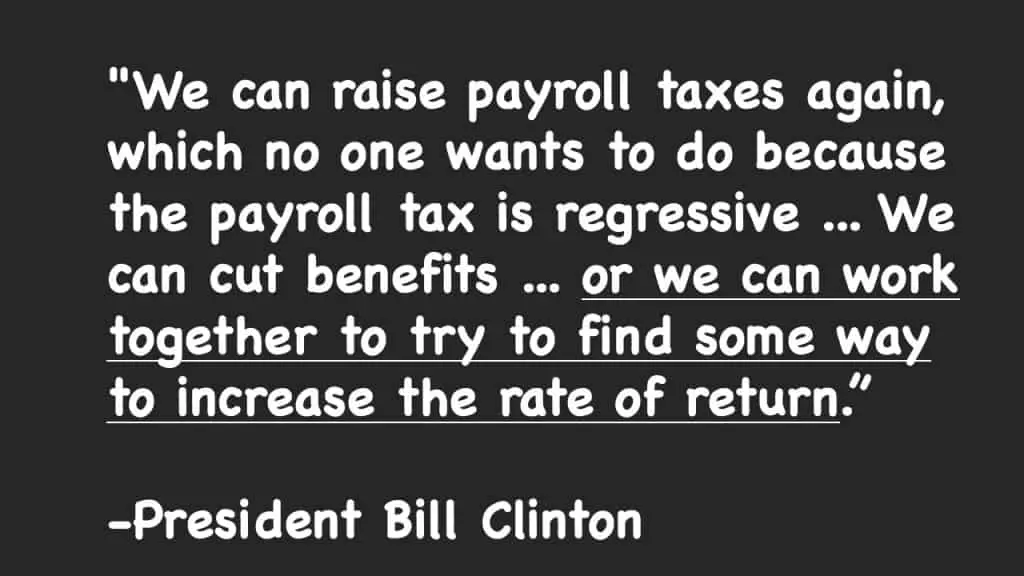 "We can raise payroll taxes again,
which no one wants to do because
the payroll tax is regressive ... We
can cut benefits ... or we can work
together to try to find some way
to increase the rate of return.”
-President Bill Clinton